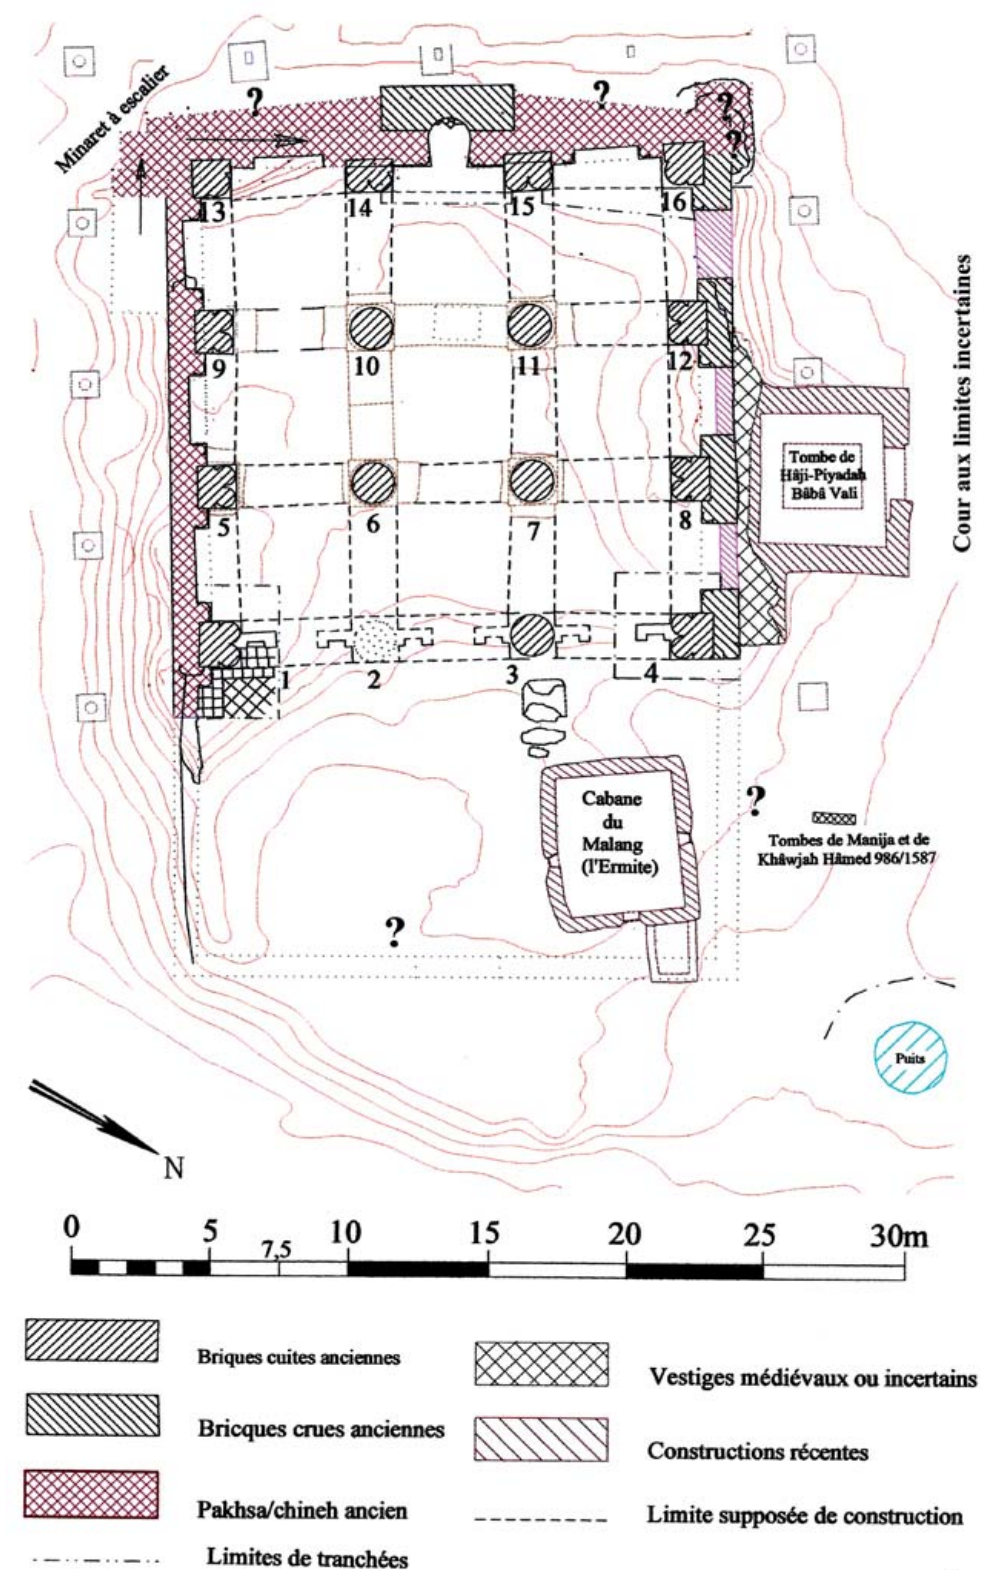 Minaret à escalier
?
?
?
?
13
14
15
16
9
10
11
12
5
6
7
8
1
2
3
4
Cour aux limites incertaines
Tombe de
Hâji-Piyadah
Bâbâ Vali
Cabane
du
Malang
(l'Ermite)
?
Tombes de Manija et de
Khâwjah Hâmed 986/1587
?
Puits
N
0
5
7,5
10
15
20
25
30m
Briques cuites anciennes
Bricques crues anciennes
Pakhsa/chineh ancien
Limites de tranchées
Vestiges médiévaux ou incertains
Constructions récentes
Limite supposée de construction